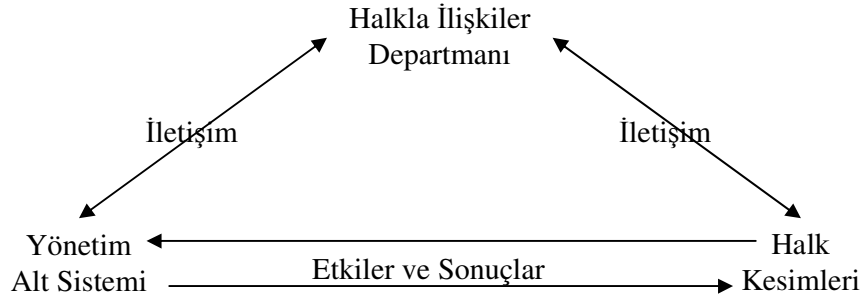 Halkla İlişkiler
Departmanı
İletişim
İletişim
Yönetim
Alt Sistemi
Etkiler ve Sonuçlar
Halk
Kesimleri